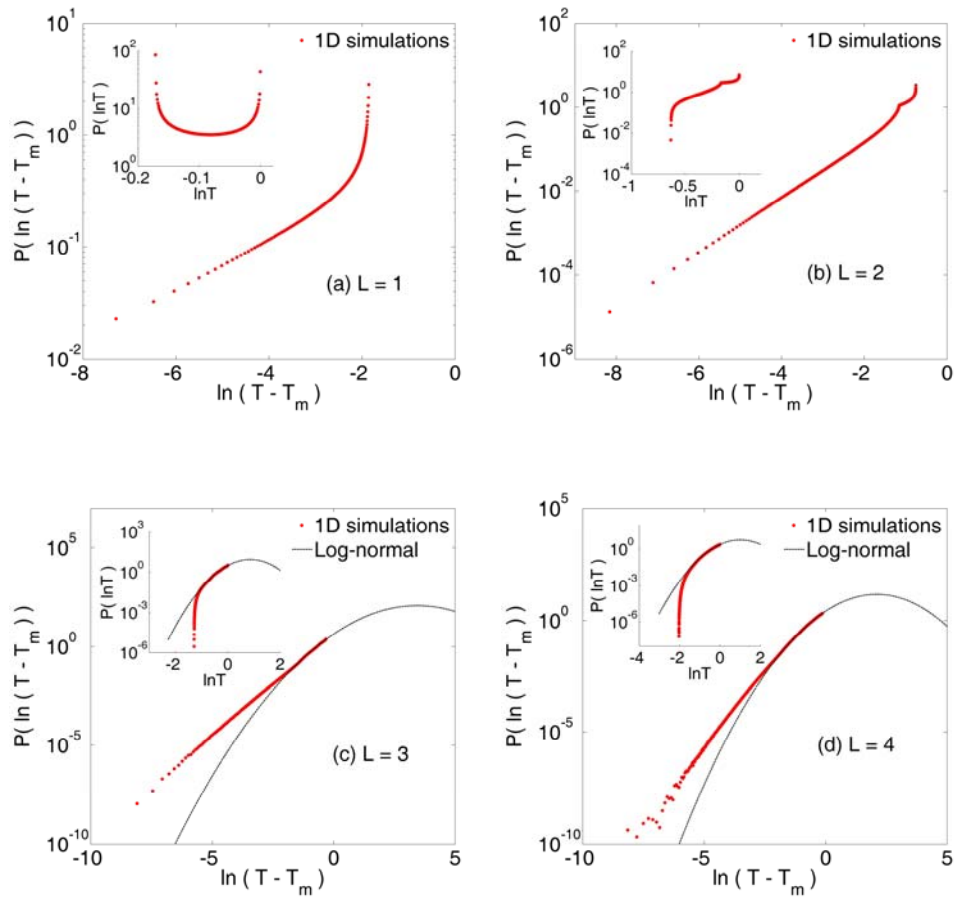 10^1
10^0
10^-1
10^-2
P( ln ( T - T_m ) )
-8
-6
-4
-2
0
ln ( T - T_m )
1D simulations
(a) L = 1
10^2
10^1
10^0
P( lnT )
-0.2
-0.1
0
lnT
10^2
10^0
10^-2
10^-4
10^-6
P( ln ( T - T_m ) )
-8
-6
-4
-2
0
ln ( T - T_m )
1D simulations
(b) L = 2
10^2
10^0
10^-2
10^-4
P( lnT )
-1
-0.5
0
lnT
10^5
10^0
10^-5
10^-10
P( ln ( T - T_m ) )
-10
-5
0
5
ln ( T - T_m )
1D simulations
Log-normal
(c) L = 3
10^3
10^0
10^-3
10^-6
P( lnT )
-2
0
2
lnT
10^5
10^0
10^-5
10^-10
P( ln ( T - T_m ) )
-10
-5
0
5
ln ( T - T_m )
1D simulations
Log-normal
(d) L = 4
10^0
10^-3
10^-6
P( lnT )
-4
-2
0
2
lnT